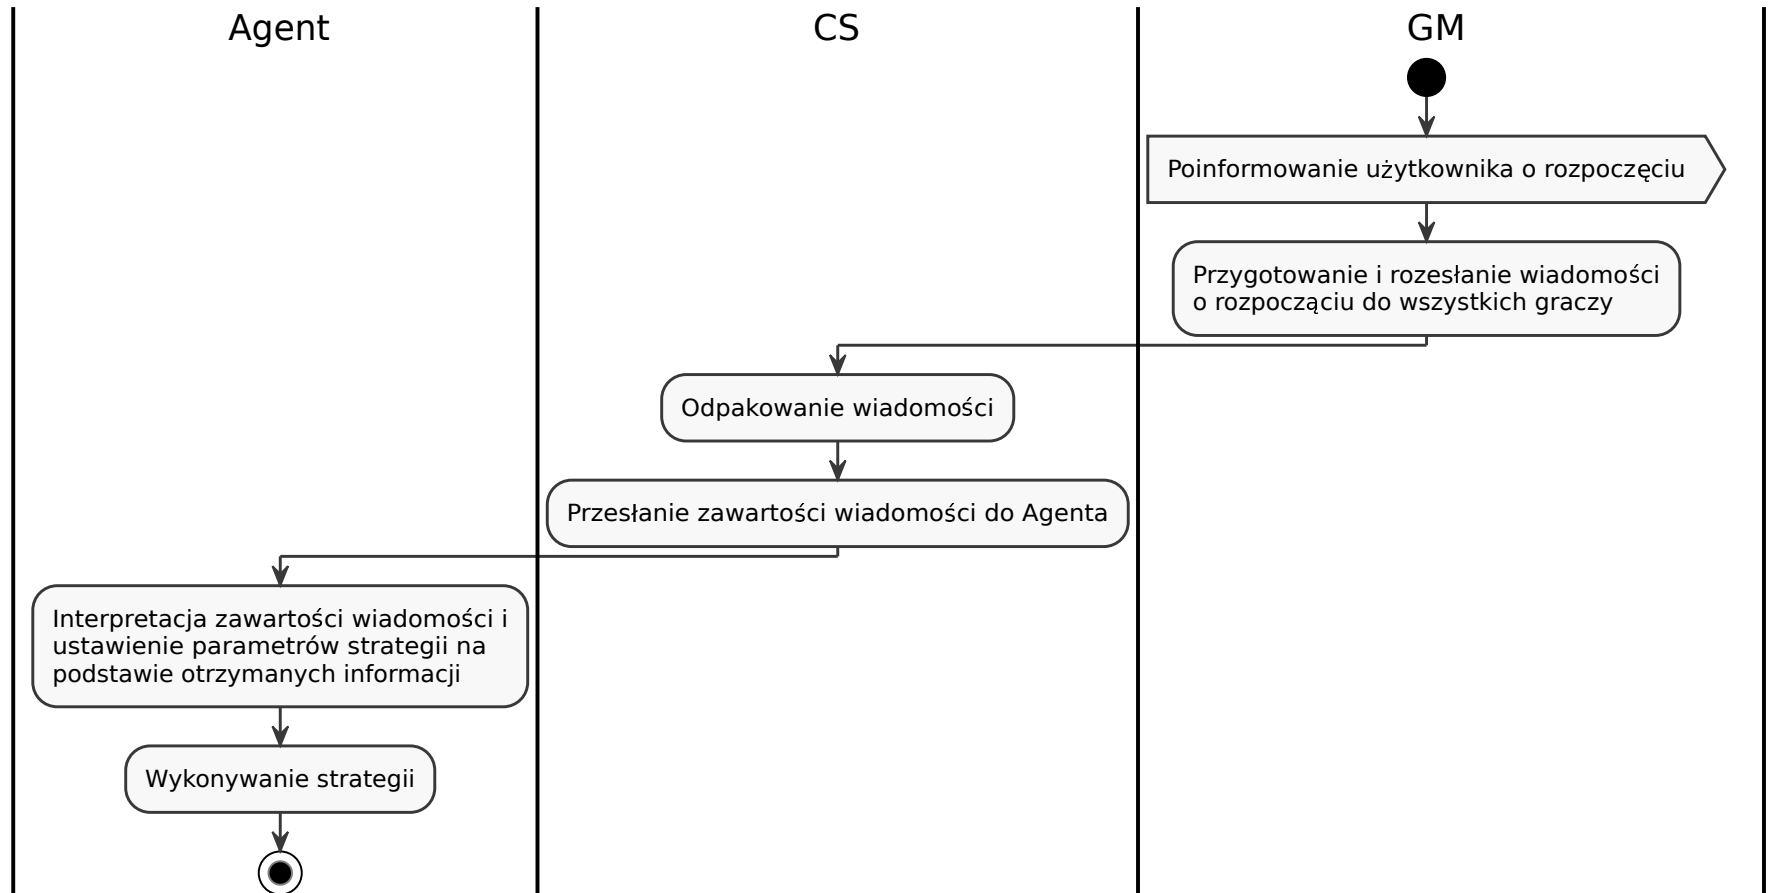 Agent
CS
GM
Poinformowanie użytkownika o rozpoczęciu
Przygotowanie i rozesłanie wiadomości
o rozpocząciu do wszystkich graczy
Odpakowanie wiadomości
Przesłanie zawartości wiadomości do Agenta
Interpretacja zawartości wiadomości i
ustawienie parametrów strategii na
podstawie otrzymanych informacji
Wykonywanie strategii